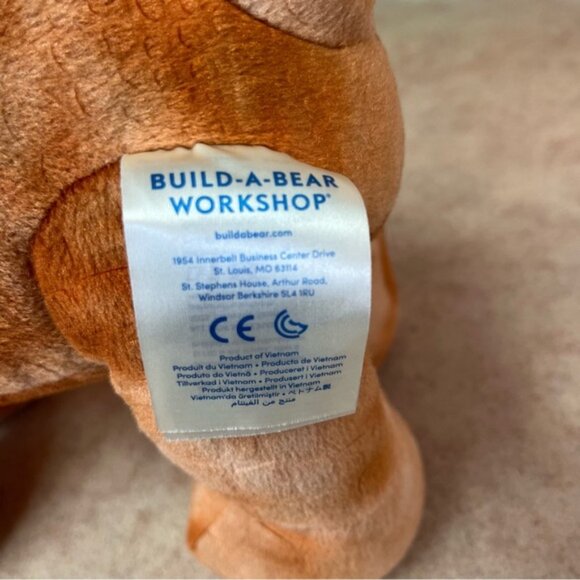 BUILD-A-BEAR
WORKSHOP®
buildabear.com
1954 Innerbelt Business Center Drive
St. Louis, MO 63114
St. Stephens House, Arthur Road,
Windsor Berkshire SL4 1RU
CE
Product of Vietnam
Produit du Vietnam • Producto de Vietnam
Produto do Vietnã • Produceret i Vietnam
Tillverkad i Vietnam • Produsert i Vietnam
Produkt hergestellt in Vietnam
Vietnam'da üretilmiştir • ベトナム製
منتج من الفيتنام